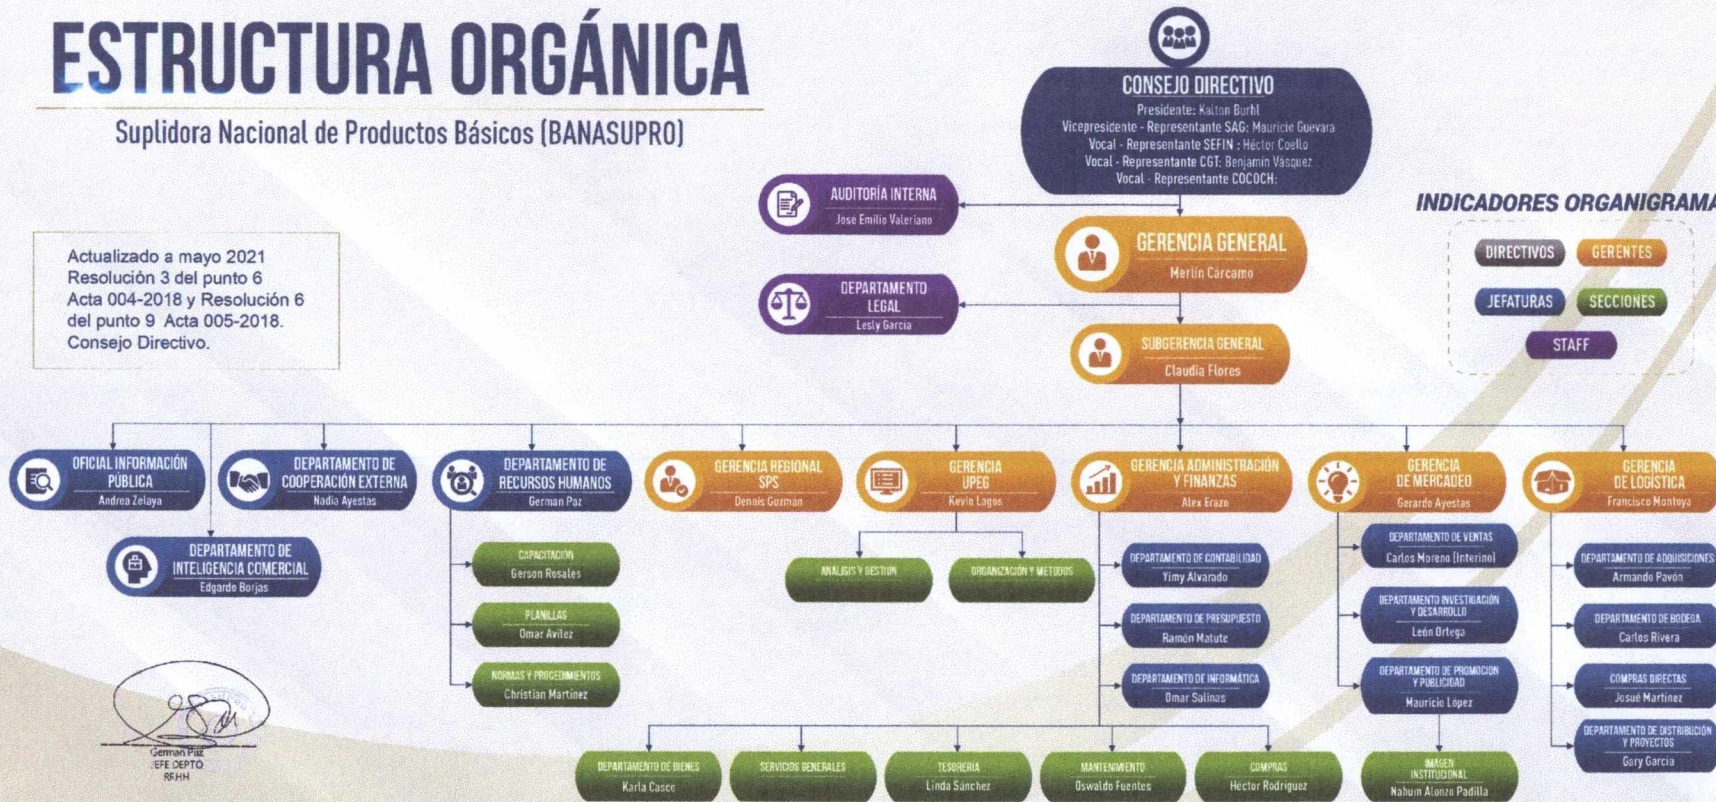 ESTRUCTURA ORGÁNICA
Suplidora Nacional de Productos Básicos (BANASUPRO)
Actualizado a mayo 2021
Resolución 3 del punto 6
Acta 004-2018 y Resolución 6
del punto 9 Acta 005-2018.
Consejo Directivo.
CONSEJO DIRECTIVO
Presidente: Kalton Buhl
Vicepresidente - Representante SAG: Mauricio Guevara
Vocal - Representante SEFIN : Héctor Coello
Vocal - Representante CGT: Benjamín Vásquez
Vocal - Representante COCOCH:
AUDITORÍA INTERNA
José Emilio Valeriano
GERENCIA GENERAL
Merlin Cárcamo
DEPARTAMENTO
LEGAL
Lesly García
SUBGERENCIA GENERAL
Claudia Flores
INDICADORES ORGANIGRAMA
DIRECTIVOS
GERENTES
JEFATURAS
SECCIONES
STAFF
OFICIAL INFORMACIÓN
PÚBLICA
Andrea Zelaya
DEPARTAMENTO DE
COOPERACIÓN EXTERNA
Nadia Ayestas
DEPARTAMENTO DE
RECURSOS HUMANOS
German Paz
GERENCIA REGIONAL
SPS
Denois Guzmán
GERENCIA
UPEG
Kevin Lagos
GERENCIA ADMINISTRACIÓN
Y FINANZAS
Alex Erazo
GERENCIA
DE MERCADEO
Gerardo Ayestas
GERENCIA
DE LOGÍSTICA
Francisco Montoya
DEPARTAMENTO DE
INTELIGENCIA COMERCIAL
Edgardo Borjas
CAPACITACIÓN
Gerson Rosales
PLANILLAS
Omar Avilez
NORMAS Y PROCEDIMIENTOS
Christian Martínez
ANÁLISIS Y GESTIÓN
ORGANIZACIÓN Y METODOS
DEPARTAMENTO DE CONTABILIDAD
Yimy Alvarado
DEPARTAMENTO DE PRESUPUESTO
Ramón Matute
DEPARTAMENTO DE INFORMÁTICA
Omar Salinas
DEPARTAMENTO DE VENTAS
Carlos Moreno (Interino)
DEPARTAMENTO INVESTIGACIÓN
Y DESARROLLO
León Ortega
DEPARTAMENTO DE PROMOCION
Y PUBLICIDAD
Mauricio López
DEPARTAMENTO DE ADQUISICIONES
Armando Pavón
DEPARTAMENTO DE BODEGA
Carlos Rivera
COMPRAS DIRECTAS
Josué Martínez
DEPARTAMENTO DE DISTRIBUCIÓN
Y PROYECTOS
Gary García
DEPARTAMENTO DE BIENES
Karla Casco
SERVICIOS GENERALES
TESORERIA
Linda Sánchez
MANTENIMIENTO
Oswaldo Fuentes
COMPRAS
Héctor Rodríguez
IMAGEN
INSTITUCIONAL
Nahum Alonzo Padilla
German Paz
JEFE DEPTO
RRHH